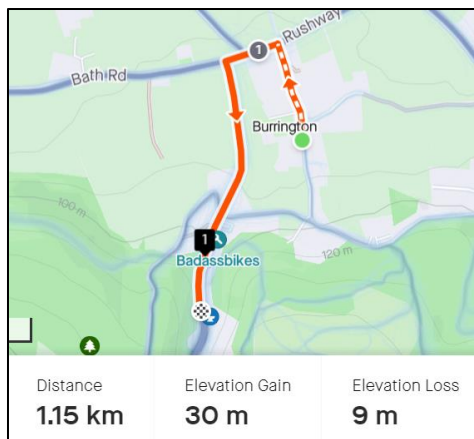 Rushway
1
Bath Rd
Burrington
100 m
1
Badassbikes
120 m
Distance
Elevation Gain
Elevation Loss
1.15 km
30 m
9 m